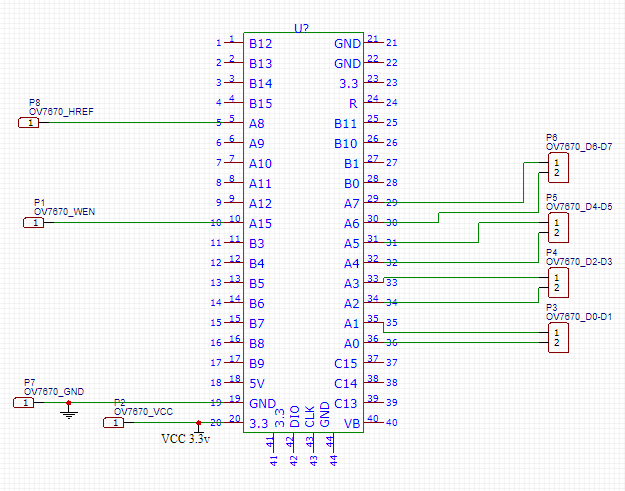 U?
1 1 B12
2 2 B13
3 3 B14
4 4 B15
P8
OV7670_HREF
1
5 5 A8
6 6 A9
7 7 A10
8 8 A11
9 9 A12
P1
OV7670_WEN
1
10 10 A15
11 11 B3
12 12 B4
13 13 B5
14 14 B6
15 15 B7
16 16 B8
17 17 B9
18 18 5V
P7
OV7670_GND
1
19 19 GND
P2
OV7670_VCC
1
20 20 3.3
VCC 3.3v
GND 21 21
GND 22 22
3.3 23 23
R 24 24
B11 25 25
B10 26 26
B1 27 27
B0 28 28
A7 29 29
A6 30 30
A5 31 31
A4 32 32
A3 33 33
A2 34 34
A1 35 35
A0 36 36
C15 37 37
C14 38 38
C13 39 39
VB 40 40
3.3 41 41
DIO 42 42
CLK 43 43
GND 44 44
P6
OV7670_D6-D7
1
2
P5
OV7670_D4-D5
1
2
P4
OV7670_D2-D3
1
2
P3
OV7670_D0-D1
1
2